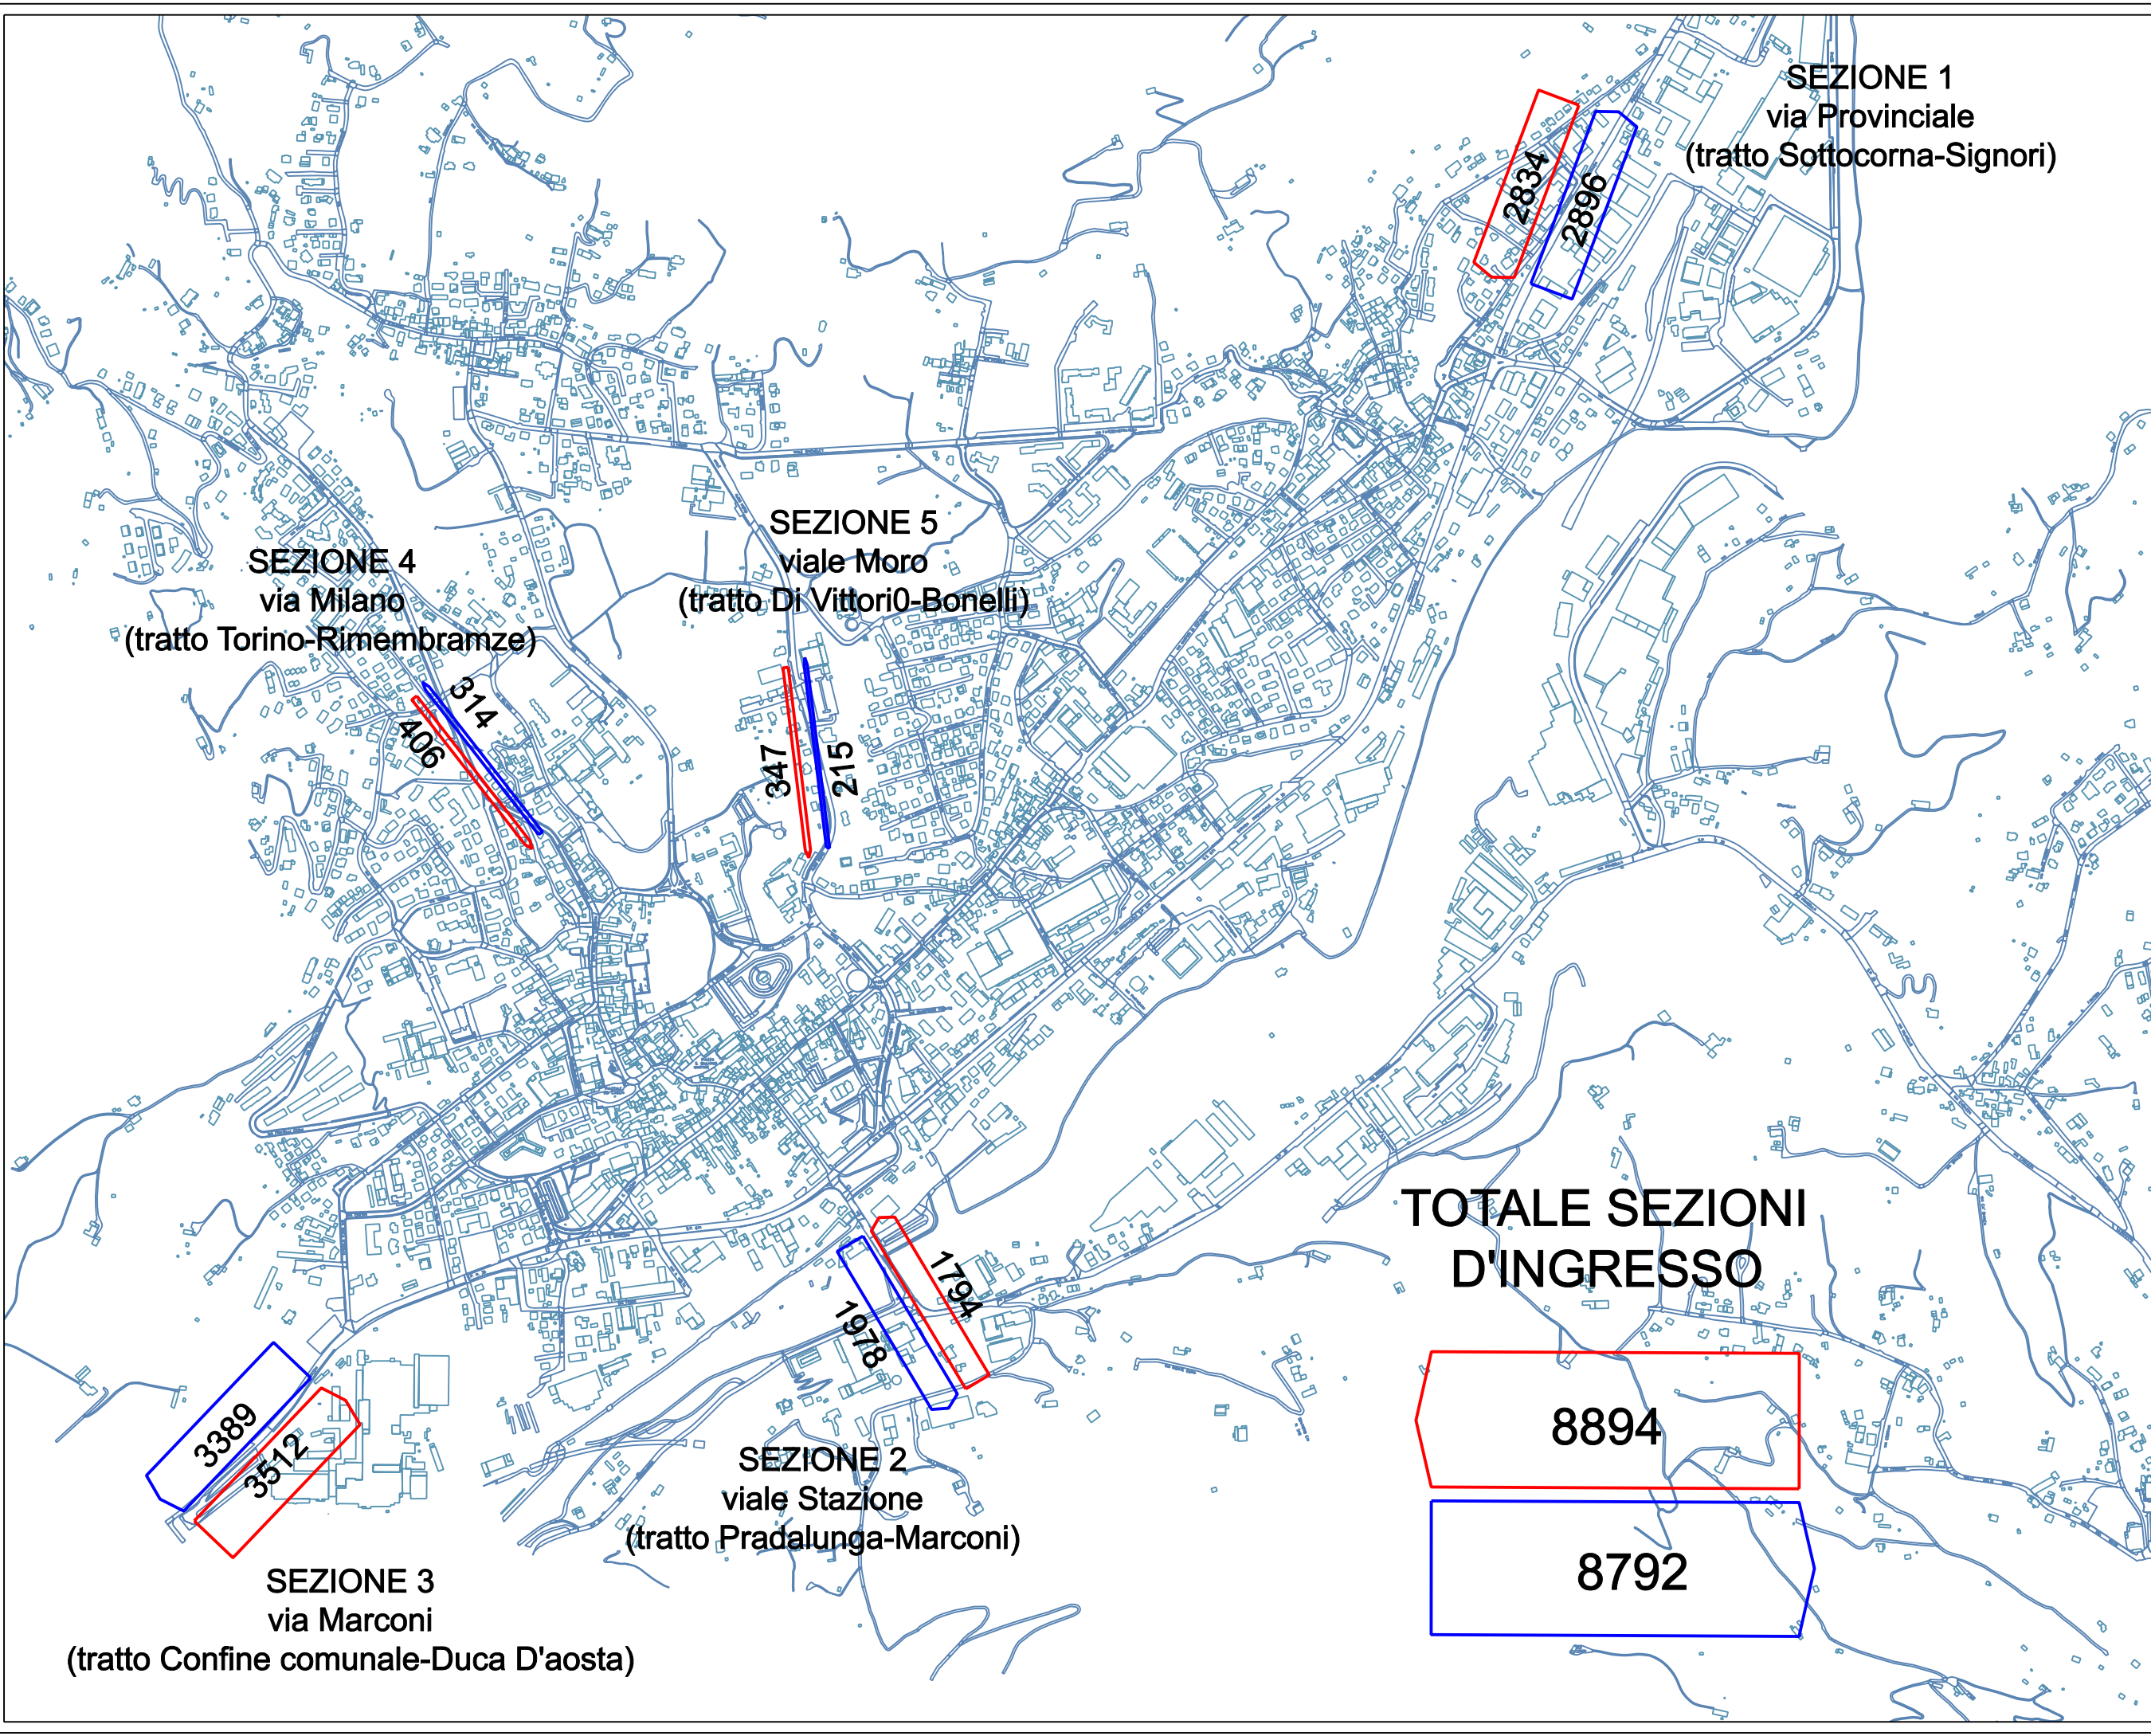 SEZIONE 1
via Provinciale
(tratto Sottocorna-Signori)
2834
2896
SEZIONE 5
viale Moro
(tratto Di Vittori0-Bonelli)
SEZIONE 4
via Milano
(tratto Torino-Rimembramze)
314
406
347
215
TOTALE SEZIONI
D'INGRESSO
8894
8792
1794
1978
3389
3512
SEZIONE 2
viale Stazione
(tratto Pradalunga-Marconi)
SEZIONE 3
via Marconi
(tratto Confine comunale-Duca D'aosta)